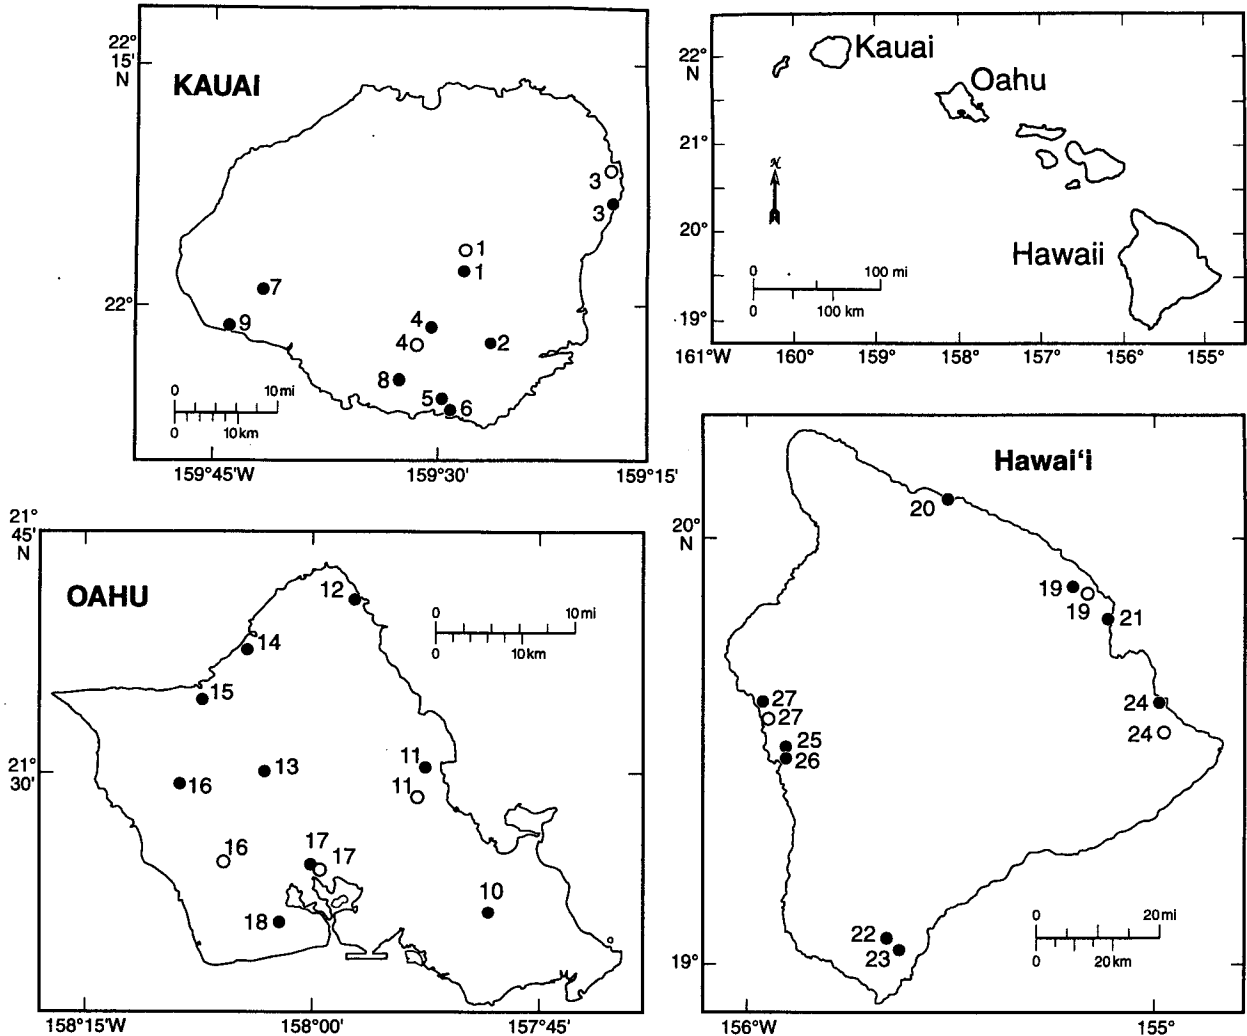 22°
15'
N
KAUAI
3
3
1
1
7
4
9
4
2
8
5
6
22°
0
10 mi
0
10 km
159°45'W
159°30'
159°15'
22°
N
Kauai
Oahu
21°
N
20°
Hawaii
0
100 mi
0
100 km
19°
161°W
160°
159°
158°
157°
156°
155°
21°
45'
N
OAHU
12
0
10 mi
0
10 km
14
15
11
13
21°
30'
16
11
16
17
17
10
18
158°15'W
158°00'
157°45'
Hawai‘i
20
20°
N
19
19
21
27
24
27
24
25
26
22
23
0
20 mi
0
20 km
19°
156°W
155°